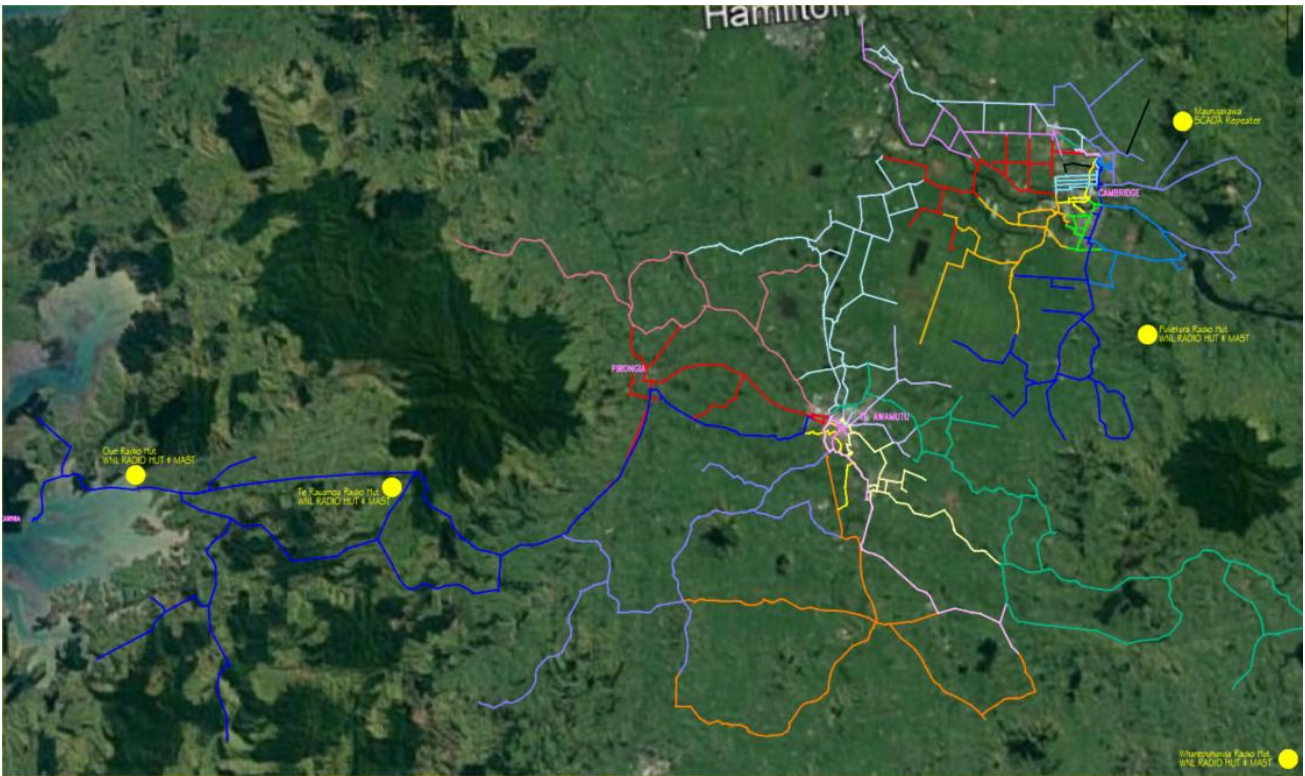 Hamilton
Maungakawa
SCADA Repeater
CAMBRIDGE
Pukekura Radio Hut
WNL RADIO HUT & MAST
PIRONGIA
TE AWAMUTU
Oue Radio Hut
WNL RADIO HUT & MAST
Te Rauamoa Radio Hut
WNL RADIO HUT & MAST
Wharepuhunga Radio Hut
WNL RADIO HUT & MAST